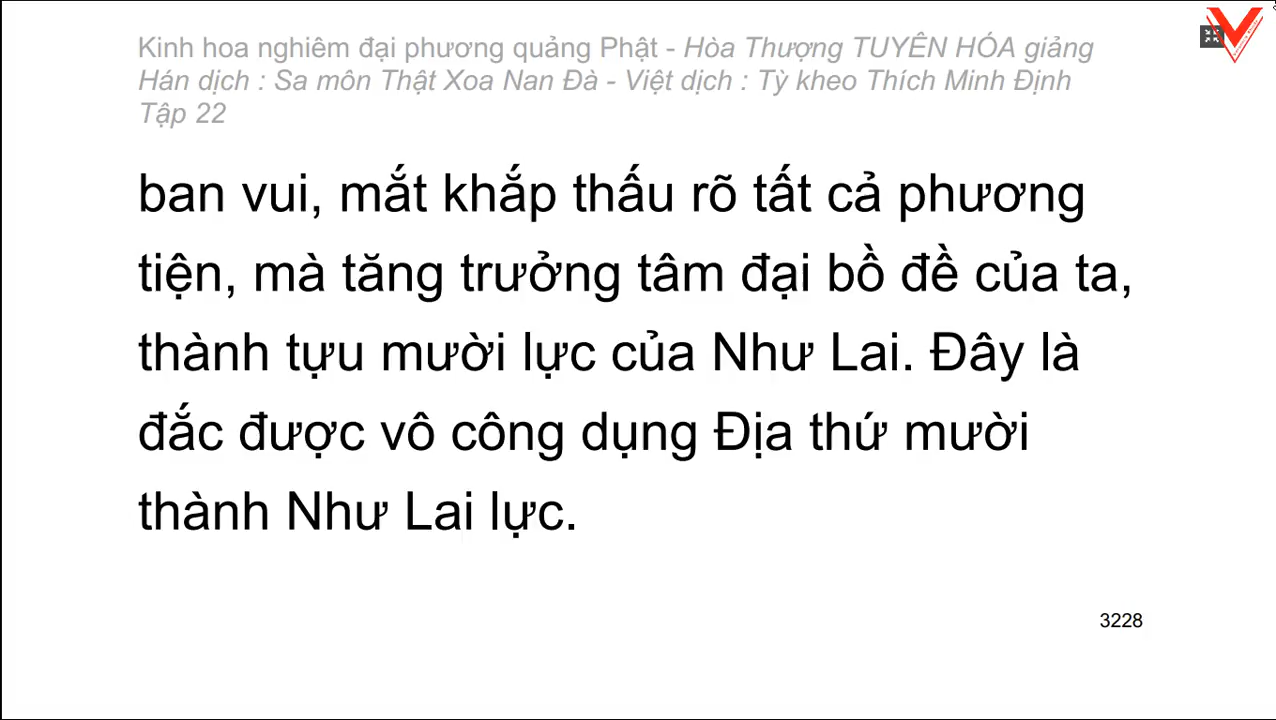 Kinh hoa nghiêm đại phương quảng Phật - Hòa Thượng TUYÊN HÓA giảng
Hán dịch : Sa môn Thật Xoa Nan Đà - Việt dịch : Tỳ kheo Thích Minh Định
Tập 22
ban vui, mắt khắp thấu rõ tất cả phương
tiện, mà tăng trưởng tâm đại bồ đề của ta,
thành tựu mười lực của Như Lai. Đây là
đắc được vô công dụng Địa thứ mười
thành Như Lai lực.
3228